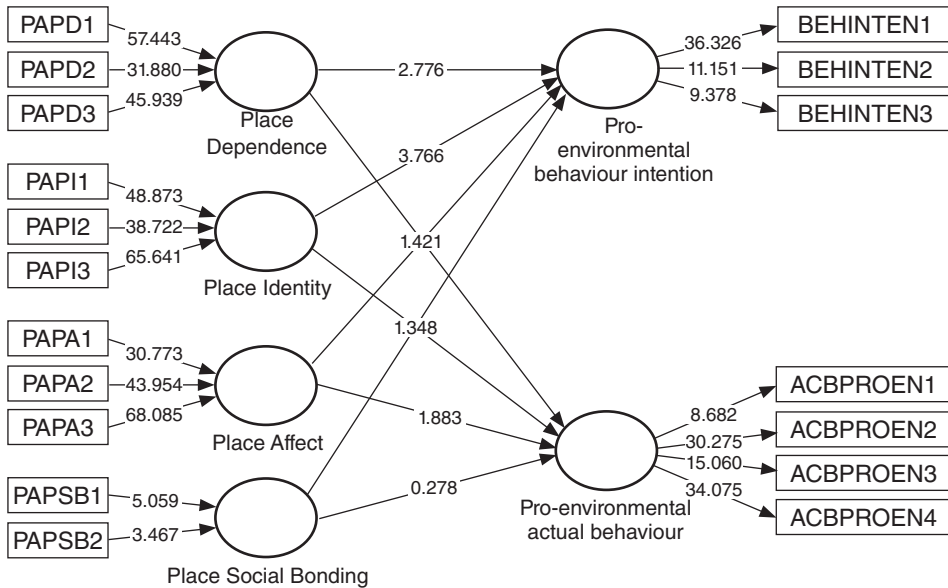 PAPD1
PAPD2
PAPD3
57.443
31.880
45.939
Place
Dependence
PAPI1
PAPI2
PAPI3
48.873
38.722
65.641
Place Identity
PAPA1
PAPA2
PAPA3
30.773
43.954
68.085
Place Affect
PAPSB1
PAPSB2
5.059
3.467
Place Social Bonding
2.776
3.766
1.421
1.348
1.883
0.278
Pro-
environmental
behaviour intention
36.326
11.151
9.378
BEHINTEN1
BEHINTEN2
BEHINTEN3
Pro-environmental
actual behaviour
8.682
30.275
15.060
34.075
ACBPROEN1
ACBPROEN2
ACBPROEN3
ACBPROEN4